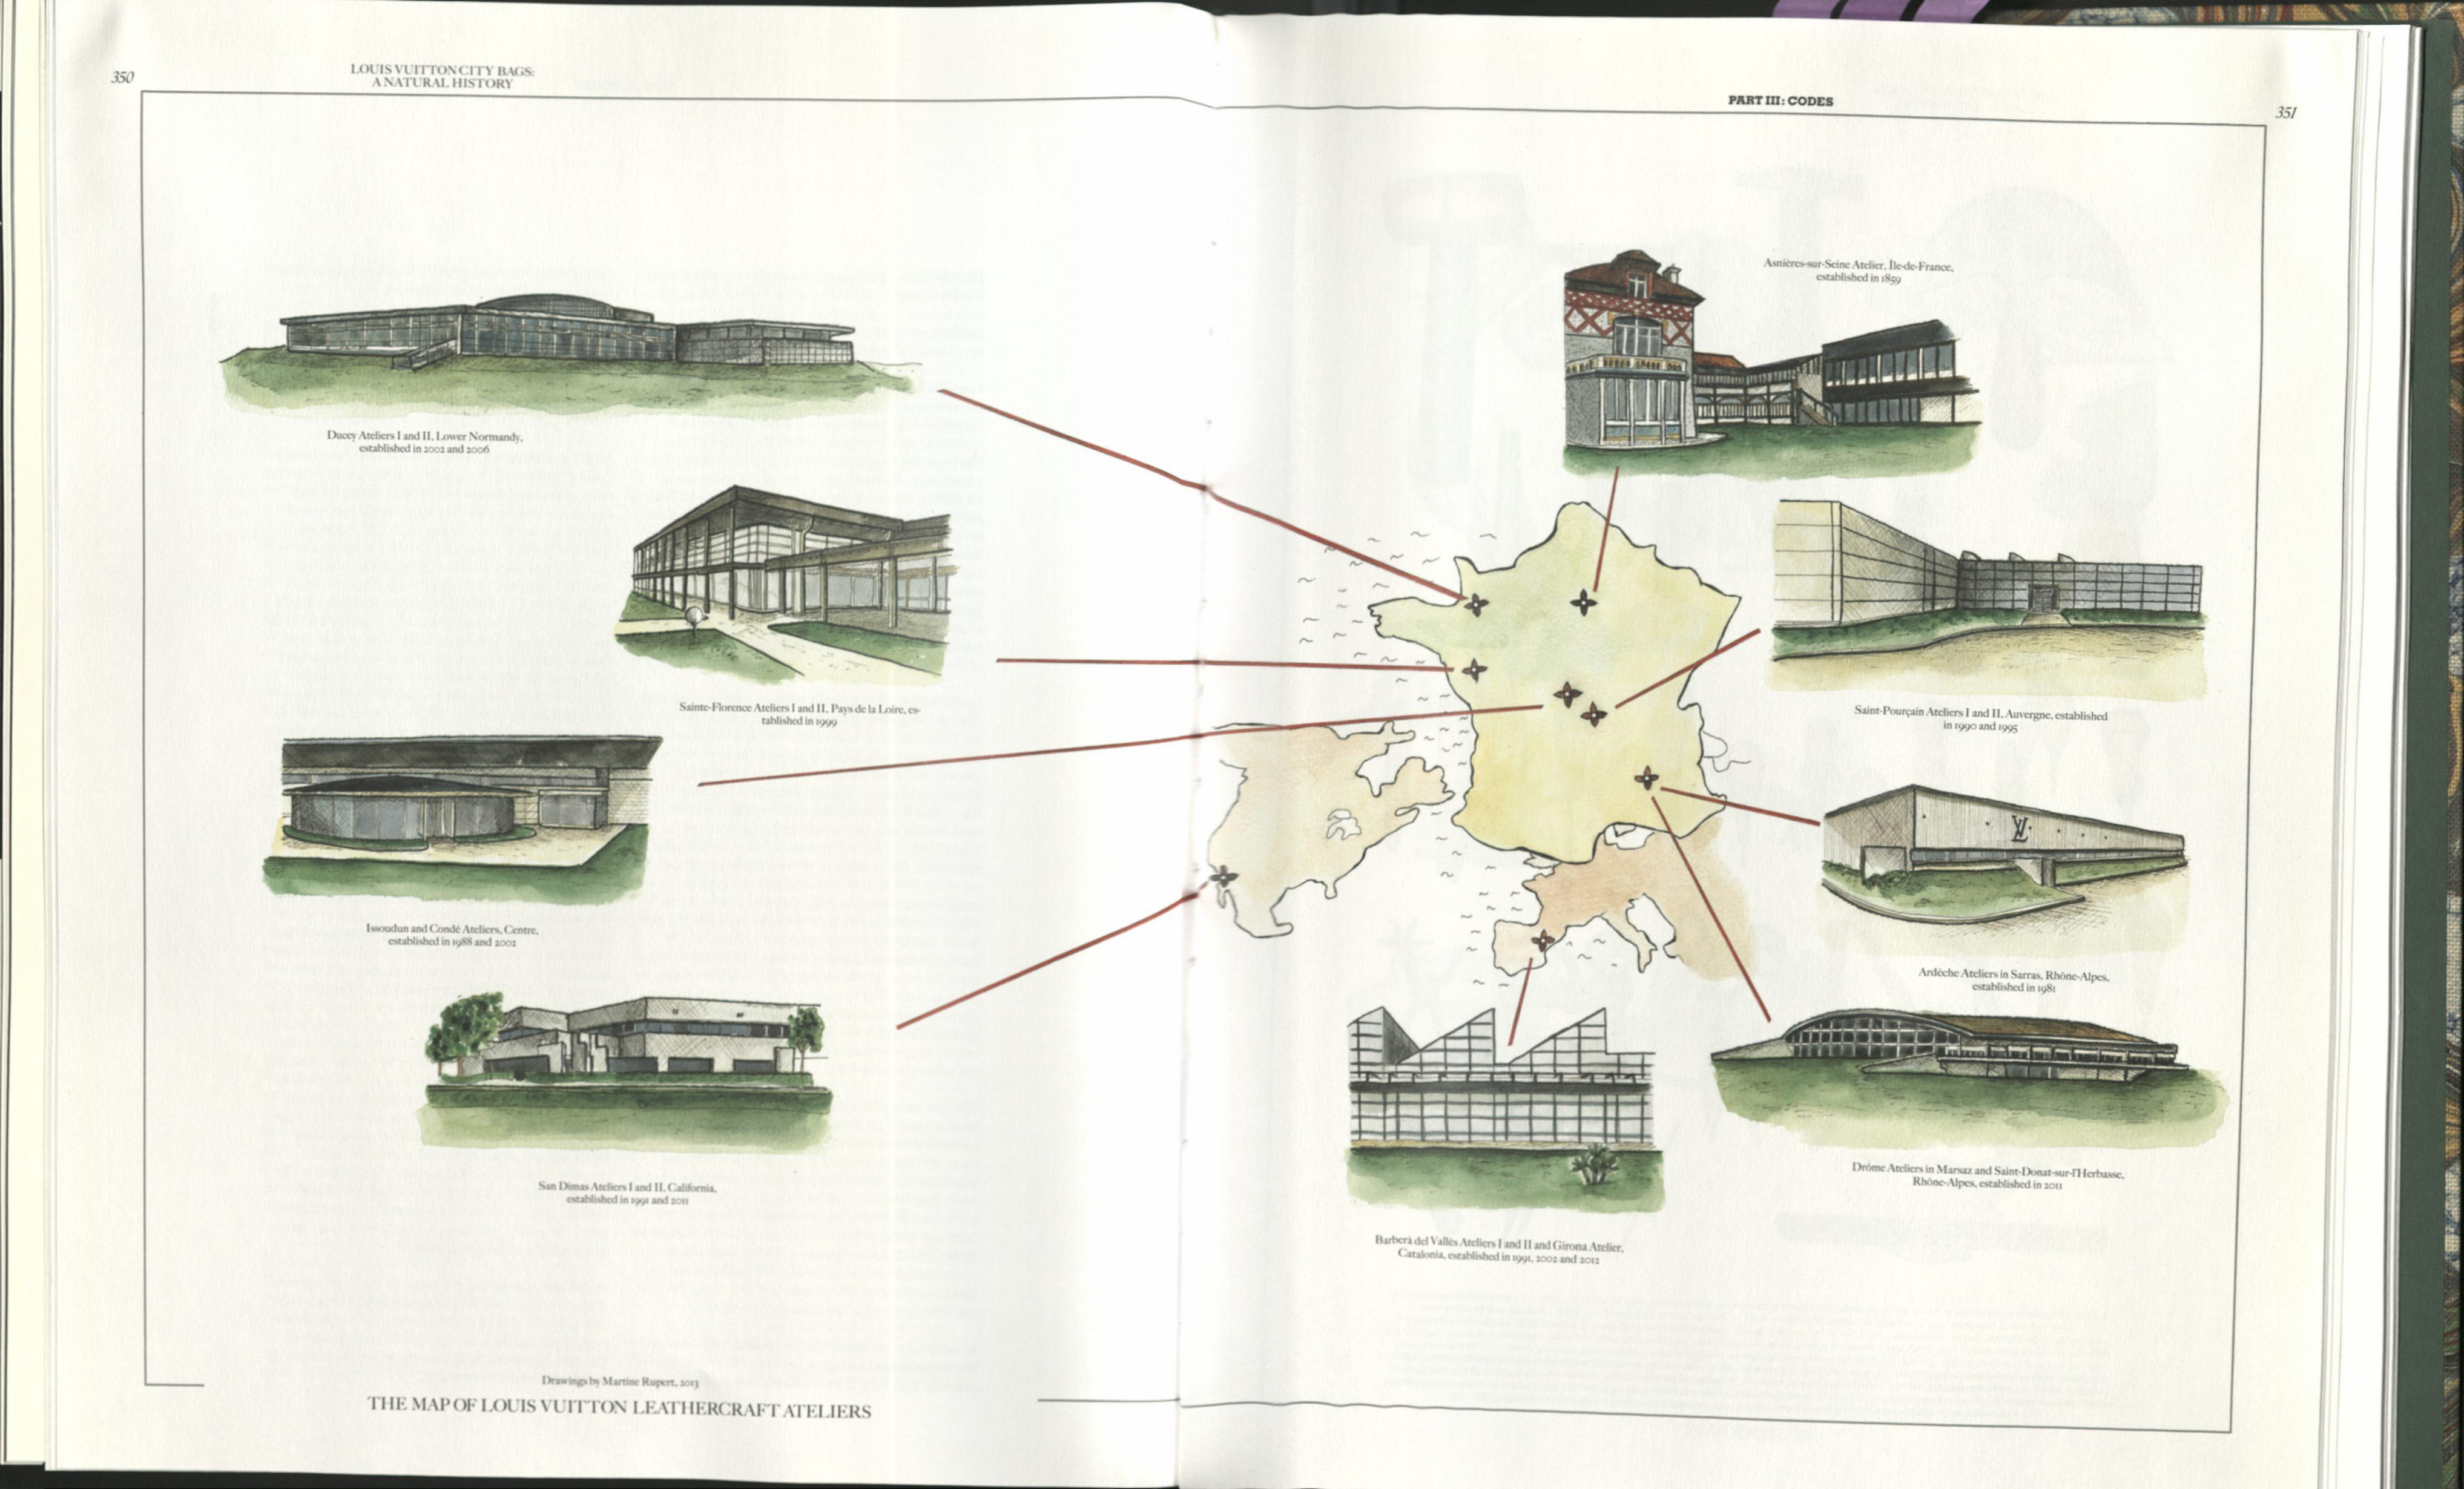 350
LOUIS VUITTON CITY BAGS:
A NATURAL HISTORY
Ducey Ateliers I and II, Lower Normandy,
established in 2002 and 2006
Sainte-Florence Ateliers I and II, Pays de la Loire, es-
tablished in 1999
Issoudun and Condé Ateliers, Centre,
established in 1988 and 2002
San Dimas Ateliers I and II, California,
established in 1991 and 2011
Drawings by Martine Rupert, 2013
THE MAP OF LOUIS VUITTON LEATHERCRAFT ATELIERS
PART III: CODES
351
Asnières-sur-Seine Atelier, Île-de-France,
established in 1859
Saint-Pourçain Ateliers I and II, Auvergne, established
in 1990 and 1995
LV
Ardèche Ateliers in Sarras, Rhône-Alpes,
established in 1981
Drôme Ateliers in Marsaz and Saint-Donat-sur-l'Herbasse,
Rhône-Alpes, established in 2011
Barberà del Vallès Ateliers I and II and Girona Atelier,
Catalonia, established in 1991, 2002 and 2012